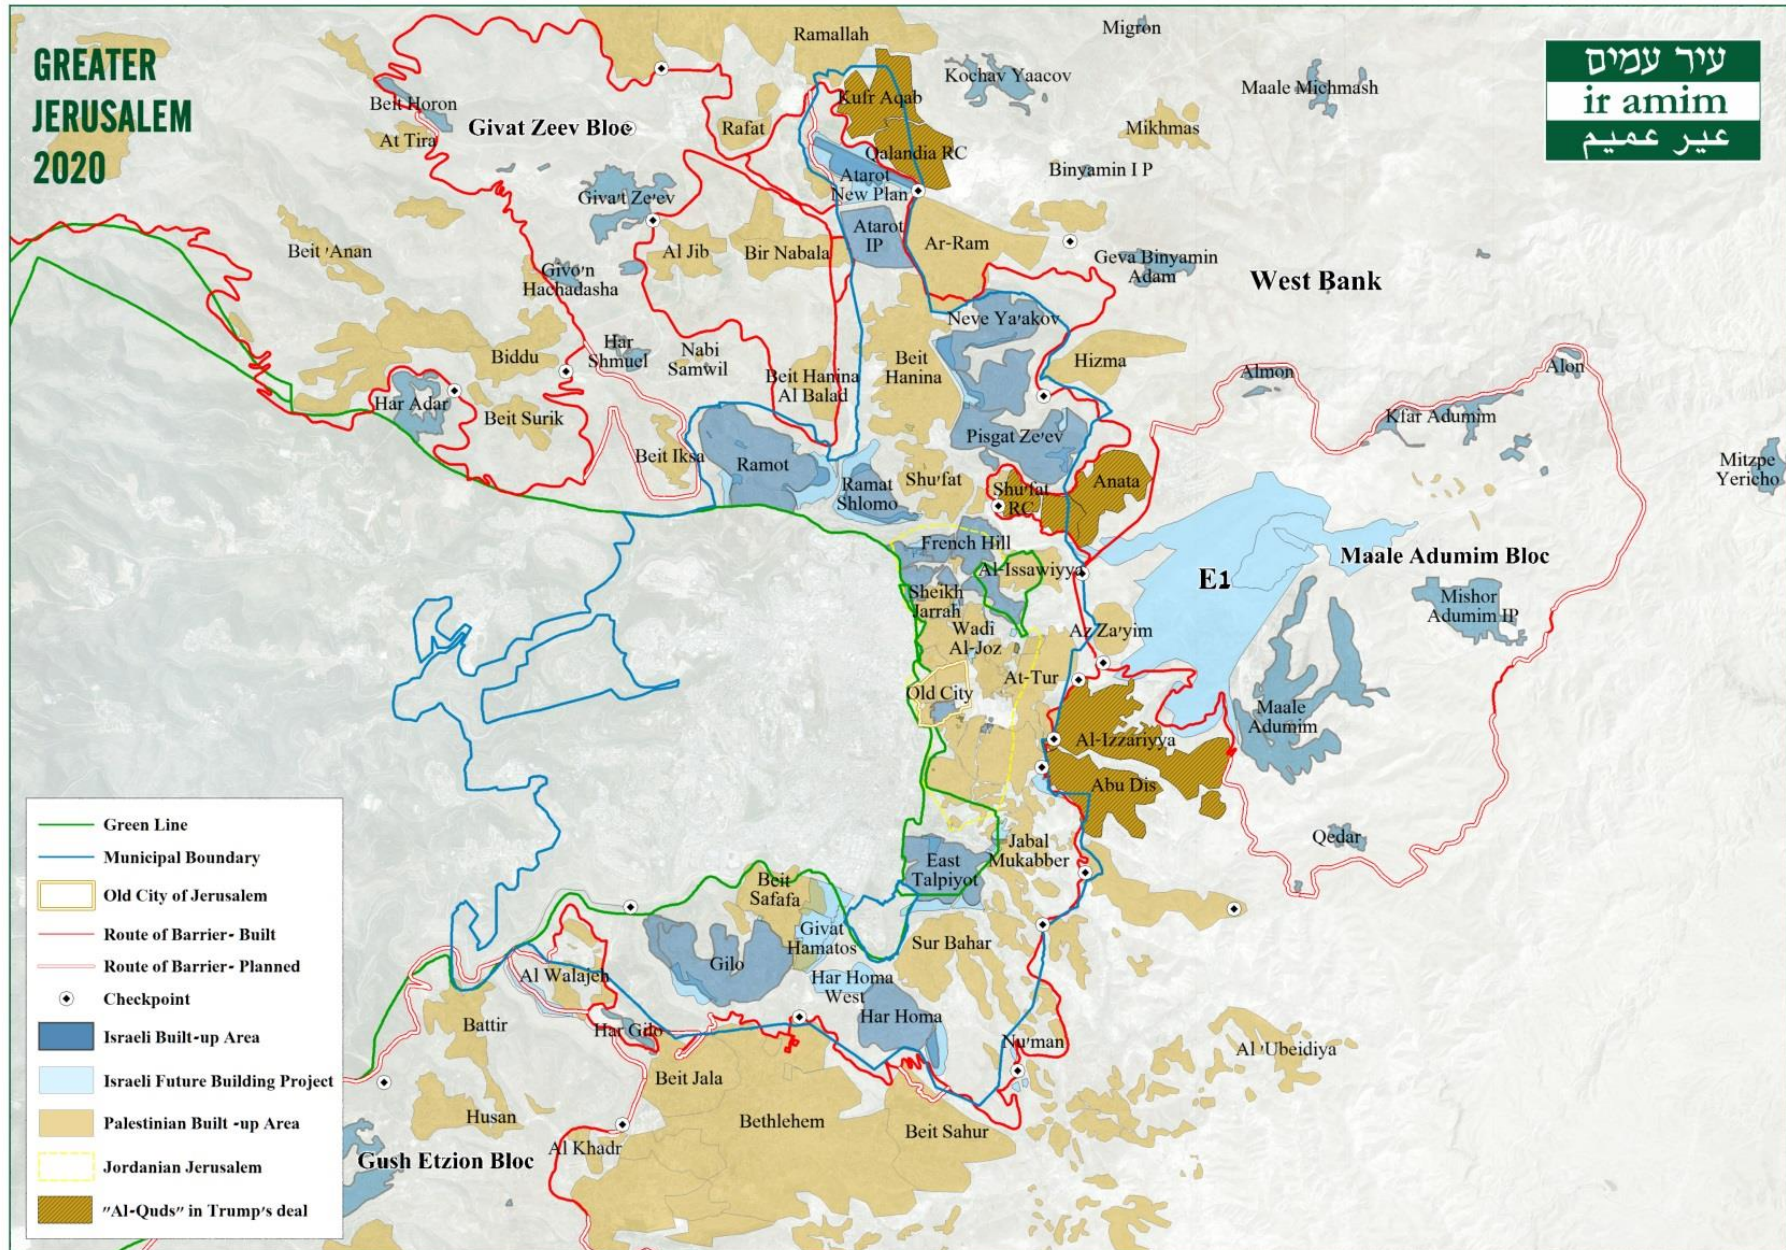 GREATER
JERUSALEM
2020
עיר עמים
ir amim
عير عميم
Ramallah
Migron
Kochav Yaacov
Maale Michmash
Beit Horon
Kufr Aqab
At Tira
Givat Zeev Bloc
Rafat
Mikhmas
Qalandia RC
Binyamin I P
Atarot
New Plan
Giva't Ze'ev
Atarot
IP
Ar-Ram
Beit 'Anan
Al Jib
Bir Nabala
Geva Binyamin
Adam
West Bank
Givo'n
Hachadasha
Neve Ya'akov
Har
Shmuel
Nabi
Samwil
Biddu
Beit
Hanina
Hizma
Beit Hanina
Al Balad
Almon
Alon
Har Adar
Beit Surik
Kfar Adumim
Pisgat Ze'ev
Beit Iksa
Ramot
Mitzpe
Yericho
Ramat
Shlomo
Shu'fat
Shu'fat
RC
Anata
French Hill
Al-Issawiyya
E1
Maale Adumim Bloc
Sheikh
Jarrah
Mishor
Adumim IP
Wadi
Al-Joz
Az Za'yim
At-Tur
Old City
Maale
Adumim
Al-Izzariyya
Abu Dis
Qedar
Jabal
Mukabber
East
Talpiyot
Beit
Safafa
Givat
Hamatos
Sur Bahar
Gilo
Al Walajeh
Har Homa
West
Har Homa
Battir
Har Gilo
Nu'man
Al 'Ubeidiya
Beit Jala
Husan
Bethlehem
Beit Sahur
Al Khadr
Gush Etzion Bloc
Green Line
Municipal Boundary
Old City of Jerusalem
Route of Barrier- Built
Route of Barrier- Planned
Checkpoint
Israeli Built-up Area
Israeli Future Building Project
Palestinian Built -up Area
Jordanian Jerusalem
"Al-Quds" in Trump's deal